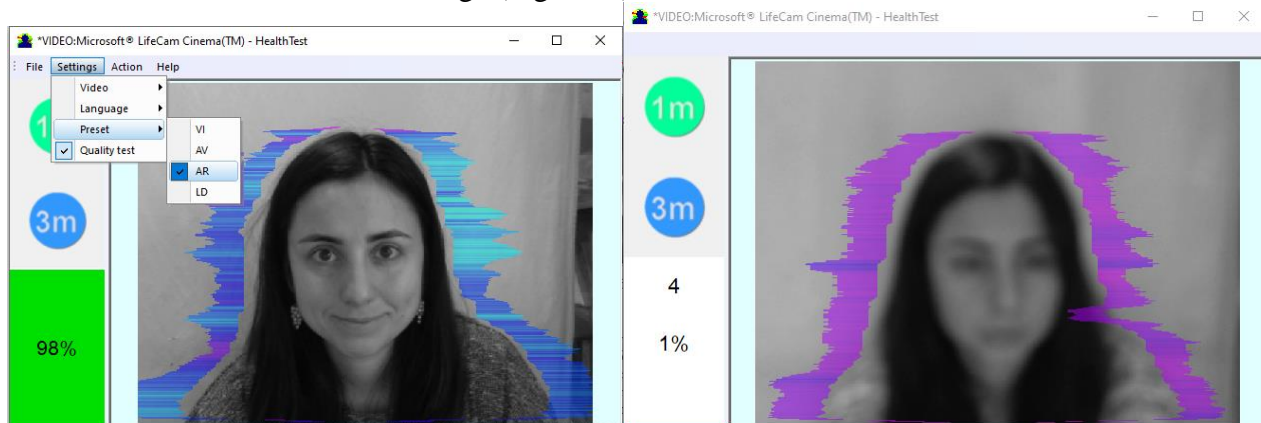 *VIDEO:Microsoft® LifeCam Cinema(TM) - HealthTest
File Settings Action Help
Video
Language
Preset
Quality test
VI
AV
AR
LD
3m
98%
*VIDEO:Microsoft® LifeCam Cinema(TM) - HealthTest
1m
3m
4
1%